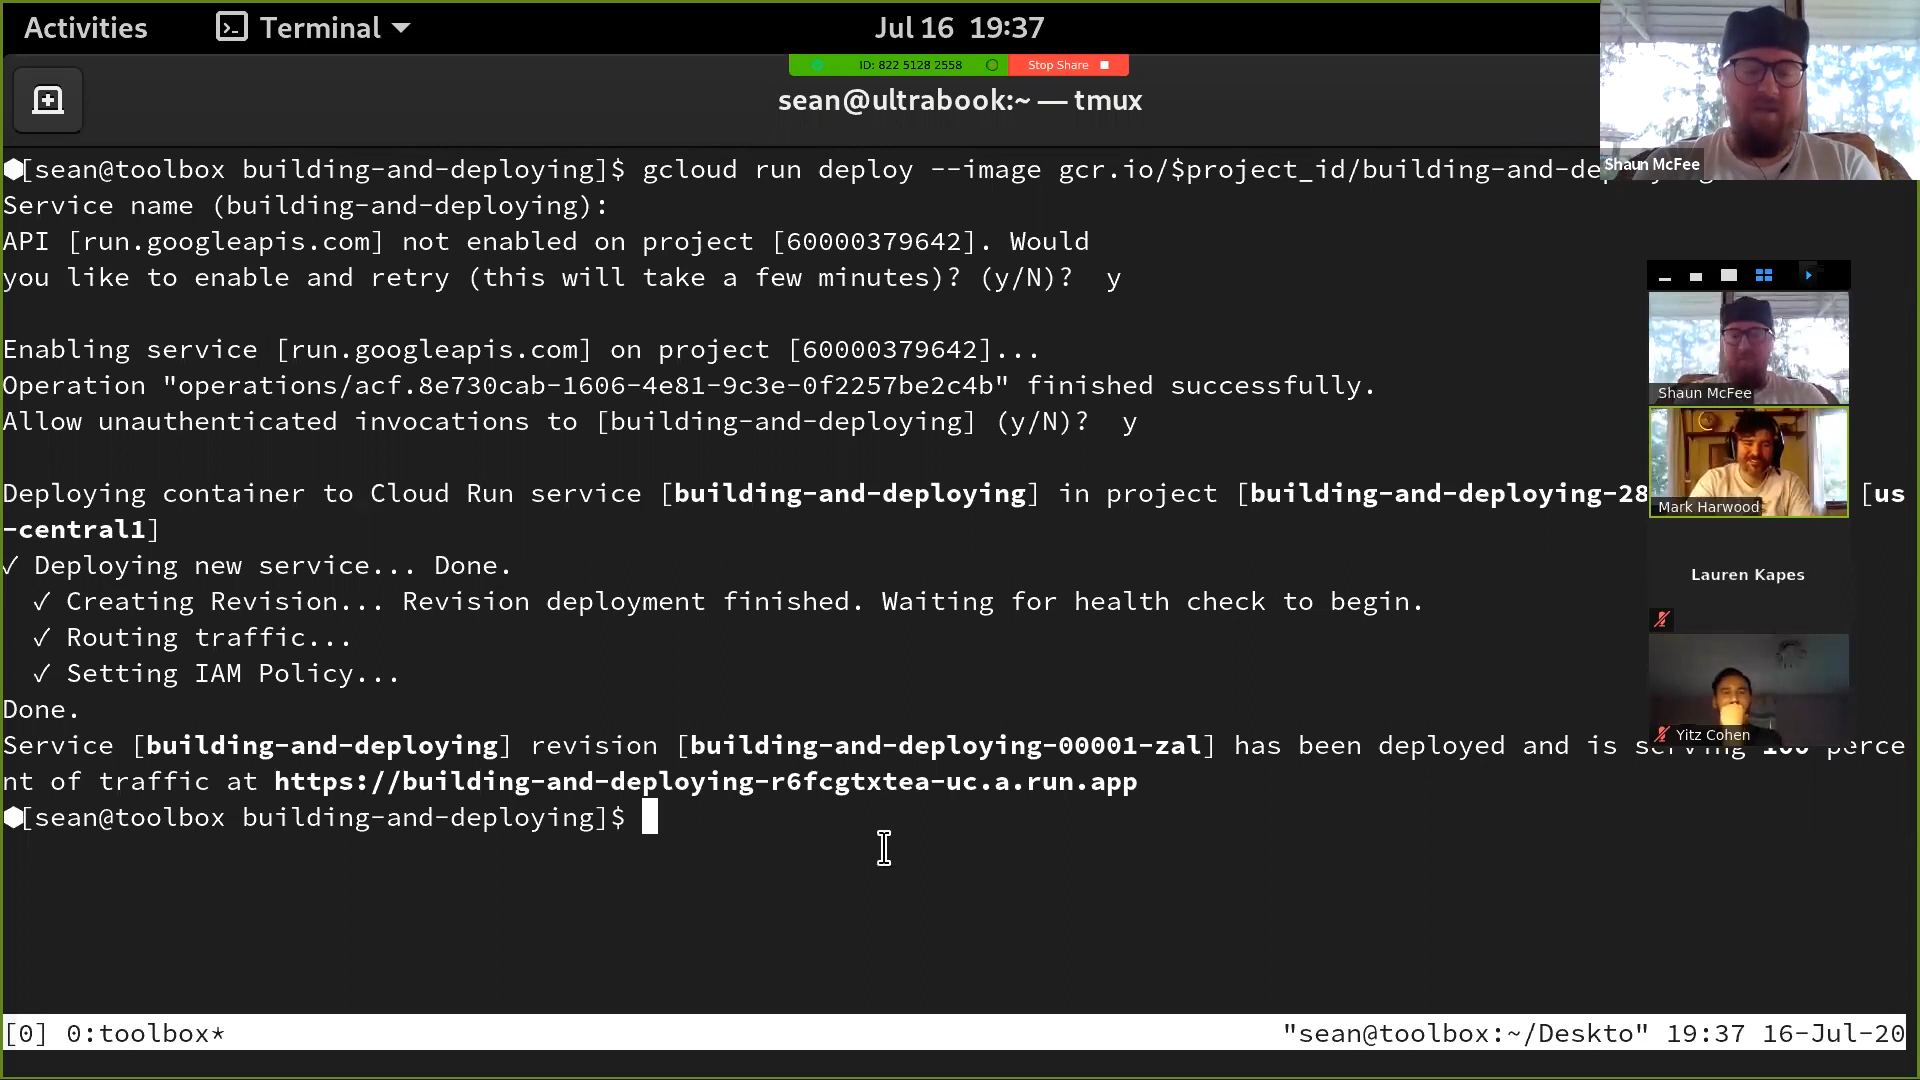 Activities Terminal Jul 16 19:37
ID: 822 5128 2558 Stop Share
sean@ultrabook:~ — tmux
[sean@toolbox building-and-deploying]$ gcloud run deploy --image gcr.io/$project_id/building-and-de
Service name (building-and-deploying):
API [run.googleapis.com] not enabled on project [60000379642]. Would
you like to enable and retry (this will take a few minutes)? (y/N)?  y
Enabling service [run.googleapis.com] on project [60000379642]...
Operation "operations/acf.8e730cab-1606-4e81-9c3e-0f2257be2c4b" finished successfully.
Allow unauthenticated invocations to [building-and-deploying] (y/N)?  y
Deploying container to Cloud Run service [building-and-deploying] in project [building-and-deploying-28 [us
-central1]
✓ Deploying new service... Done.
✓ Creating Revision... Revision deployment finished. Waiting for health check to begin.
✓ Routing traffic...
✓ Setting IAM Policy...
Done.
Service [building-and-deploying] revision [building-and-deploying-00001-zal] has been deployed and is serving 100 perce
nt of traffic at https://building-and-deploying-r6fcgtxtea-uc.a.run.app
[sean@toolbox building-and-deploying]$
[0] 0:toolbox* "sean@toolbox:~/Deskto" 19:37 16-Jul-20
Shaun McFee
Shaun McFee
Mark Harwood
Lauren Kapes
Yitz Cohen